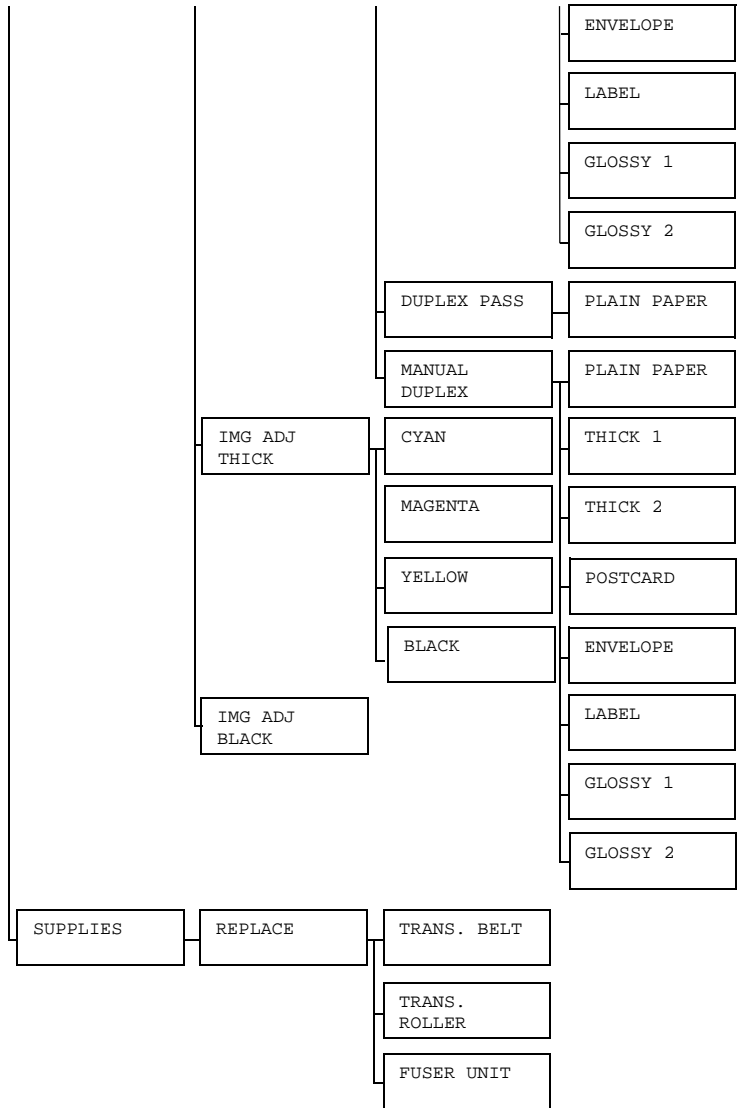 ENVELOPE
LABEL
GLOSSY 1
GLOSSY 2
DUPLEX PASS
PLAIN PAPER
MANUAL
DUPLEX
PLAIN PAPER
IMG ADJ
THICK
CYAN
THICK 1
MAGENTA
THICK 2
YELLOW
POSTCARD
BLACK
ENVELOPE
IMG ADJ
BLACK
LABEL
GLOSSY 1
GLOSSY 2
SUPPLIES
REPLACE
TRANS. BELT
TRANS.
ROLLER
FUSER UNIT